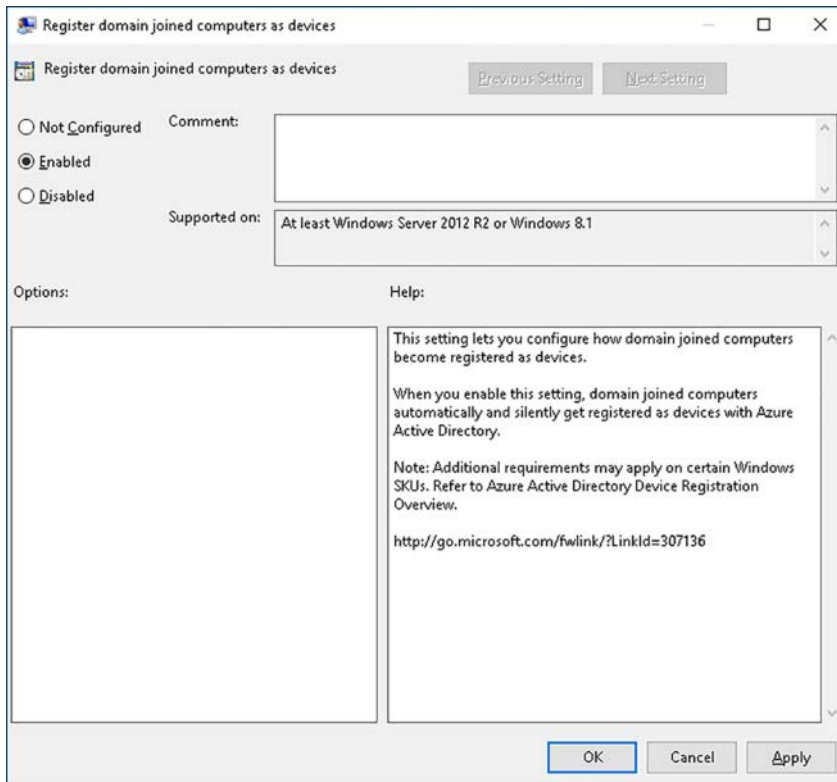 Register domain joined computers as devices
Register domain joined computers as devices
Previous Setting
Next Setting
Not Configured
Comment:
Enabled
Disabled
Supported on:
At least Windows Server 2012 R2 or Windows 8.1
Options:
Help:
This setting lets you configure how domain joined computers
become registered as devices.
When you enable this setting, domain joined computers
automatically and silently get registered as devices with Azure
Active Directory.
Note: Additional requirements may apply on certain Windows
SKUs. Refer to Azure Active Directory Device Registration
Overview.
http://go.microsoft.com/fwlink/?LinkId=307136
OK
Cancel
Apply